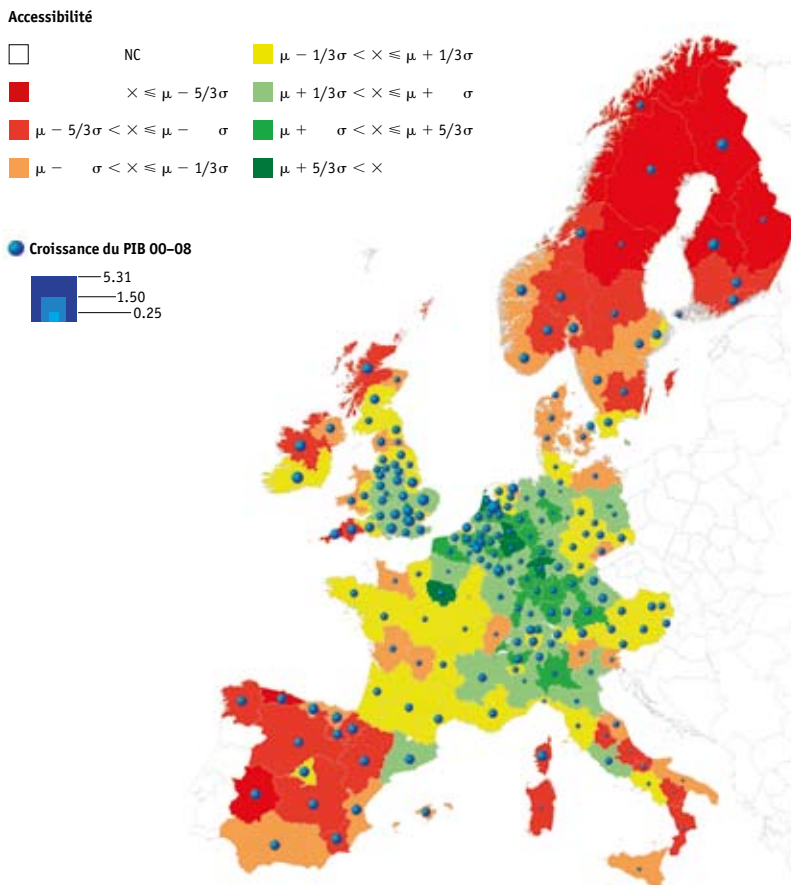 Accessibilité
NC
× ≤ μ − 5/3σ
μ − 5/3σ < × ≤ μ − σ
μ − σ < × ≤ μ − 1/3σ
μ − 1/3σ < × ≤ μ + 1/3σ
μ + 1/3σ < × ≤ μ + σ
μ + σ < × ≤ μ + 5/3σ
μ + 5/3σ < ×
Croissance du PIB 00–08
5.31
1.50
0.25